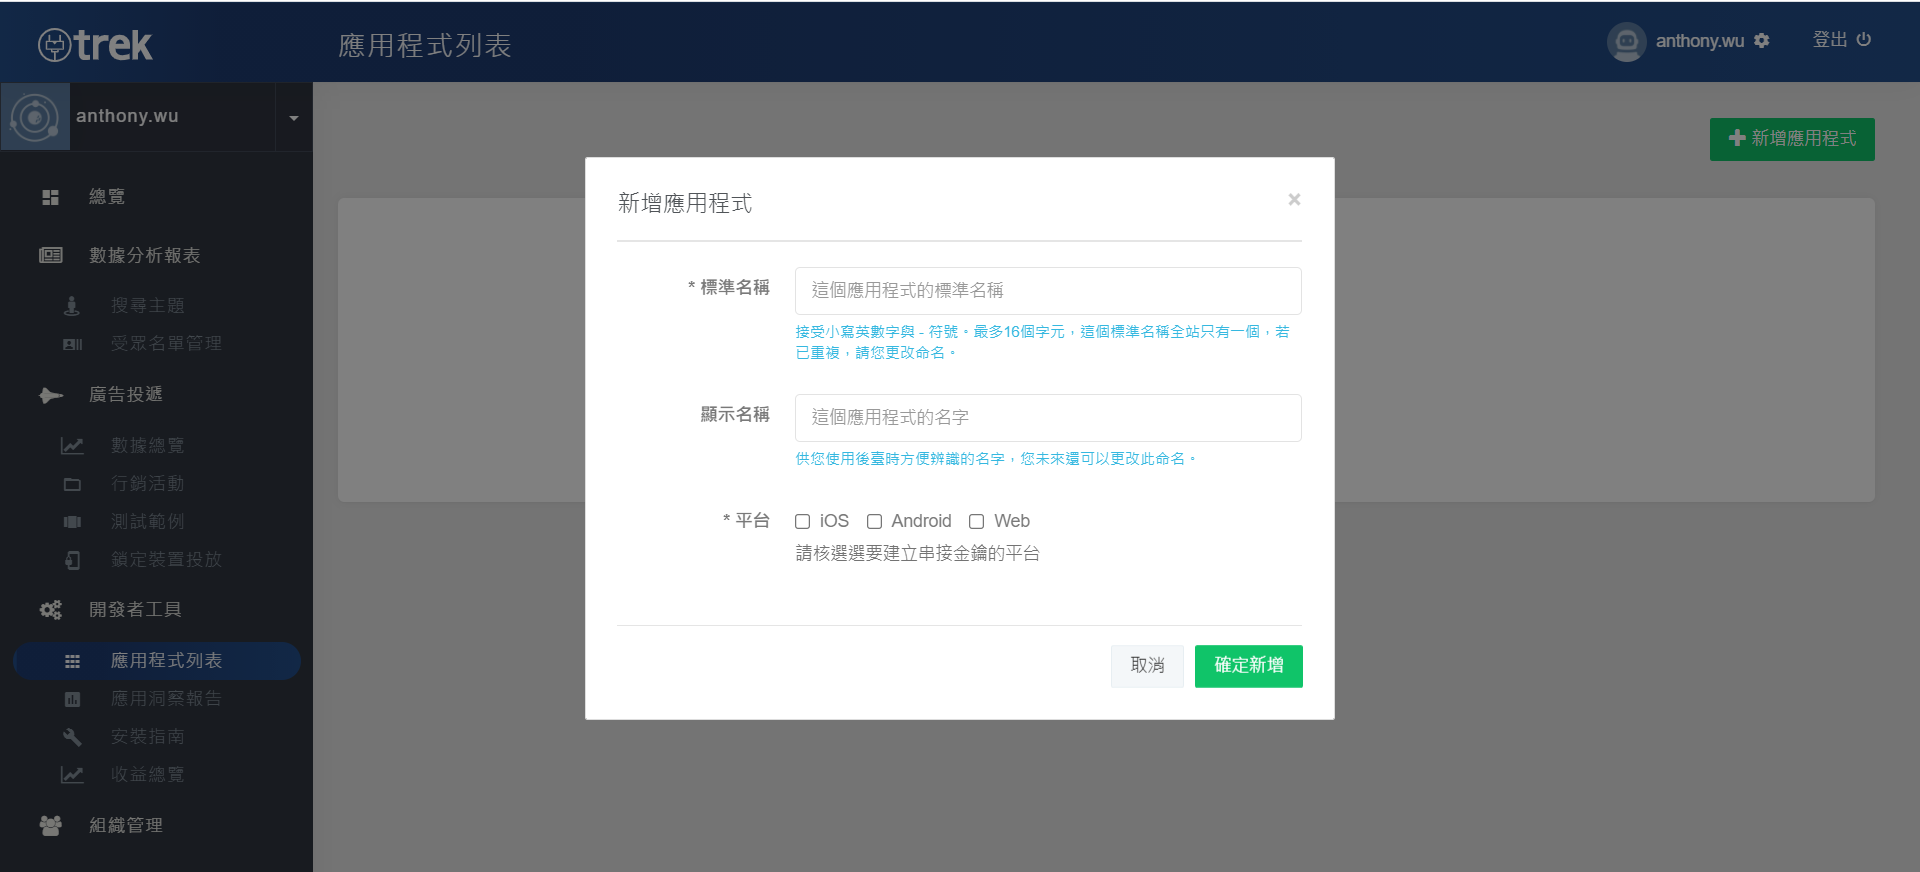 trek
應用程式列表
anthony.wu
登出
anthony.wu
總覽
數據分析報表
搜尋主題
受眾名單管理
廣告投遞
數據總覽
行銷活動
測試範例
鎖定裝置投放
開發者工具
應用程式列表
應用洞察報告
安裝指南
收益總覽
組織管理
新增應用程式
新增應用程式
×
* 標準名稱
這個應用程式的標準名稱
接受小寫英數字與 - 符號。最多16個字元，這個標準名稱全站只有一個，若
已重複，請您更改命名。
顯示名稱
這個應用程式的名字
供您使用後臺時方便辨識的名字，您未來還可以更改此命名。
* 平台
iOS Android Web
請核選選要建立串接金鑰的平台
取消
確定新增